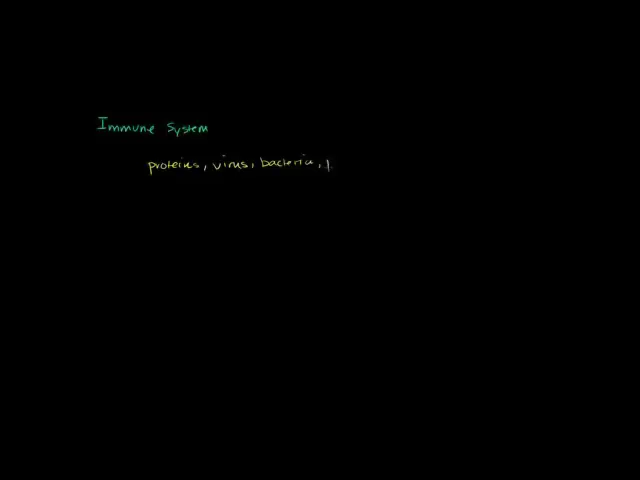 Immune System
proteins, virus, bacteria,